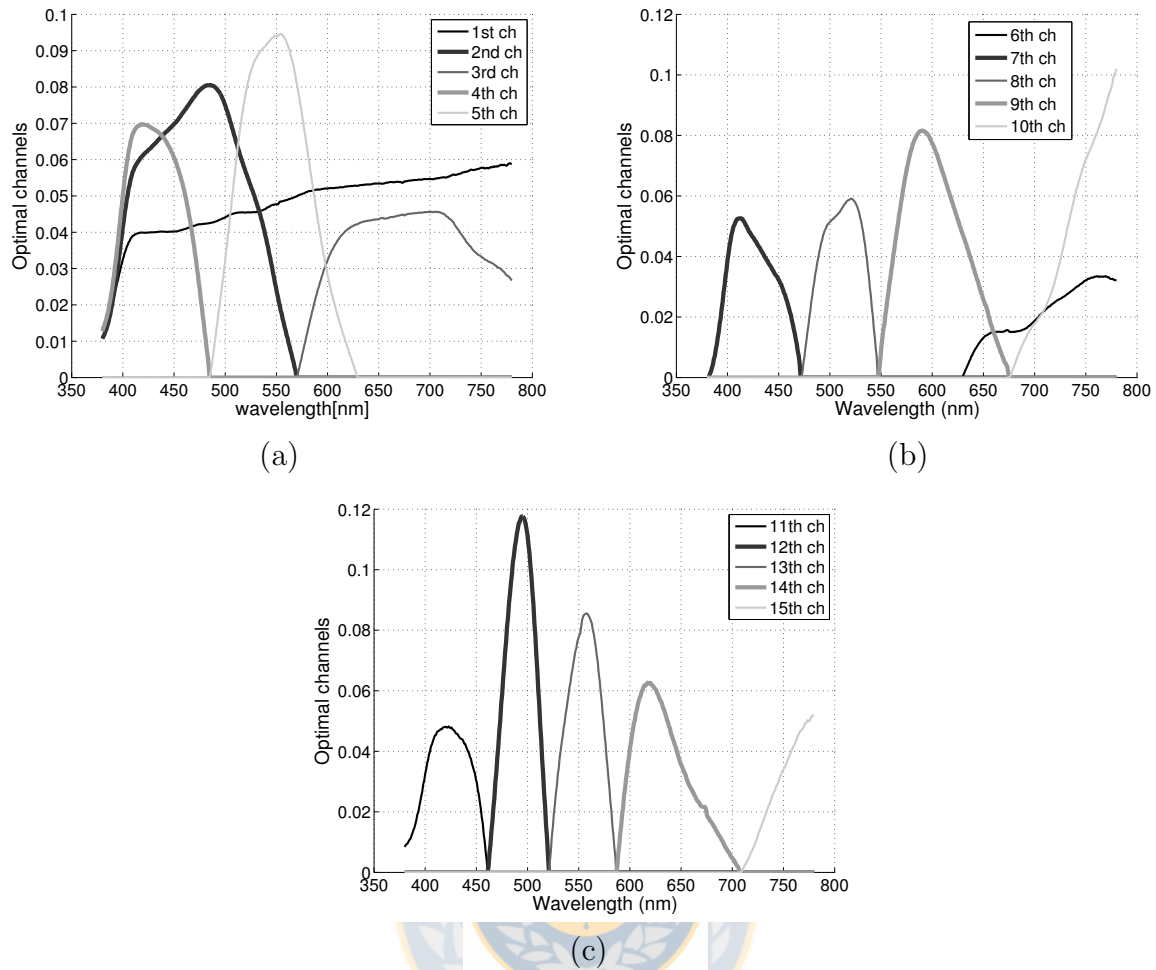 0.1
0.09
0.08
0.07
0.06
0.05
0.04
0.03
0.02
0.01
0
Optimal channels
350 400 450 500 550 600 650 700 750 800
wavelength[nm]
1st ch
2nd ch
3rd ch
4th ch
5th ch
(a)
0.12
0.1
0.08
0.06
0.04
0.02
0
Optimal channels
350 400 450 500 550 600 650 700 750 800
Wavelength (nm)
6th ch
7th ch
8th ch
9th ch
10th ch
(b)
0.12
0.1
0.08
0.06
0.04
0.02
0
Optimal channels
350 400 450 500 550 600 650 700 750 800
Wavelength (nm)
11th ch
12th ch
13th ch
14th ch
15th ch
(c)